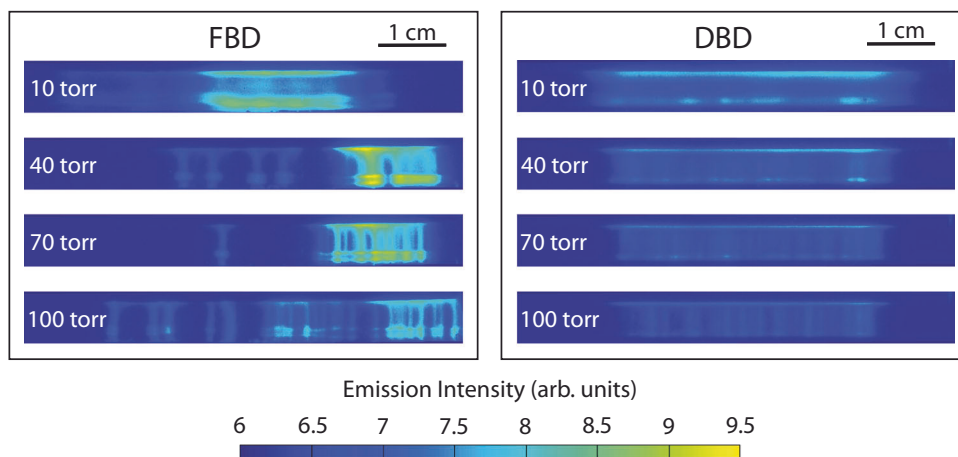 FBD
1 cm
10 torr
40 torr
70 torr
100 torr
DBD
1 cm
10 torr
40 torr
70 torr
100 torr
Emission Intensity (arb. units)
6 6.5 7 7.5 8 8.5 9 9.5